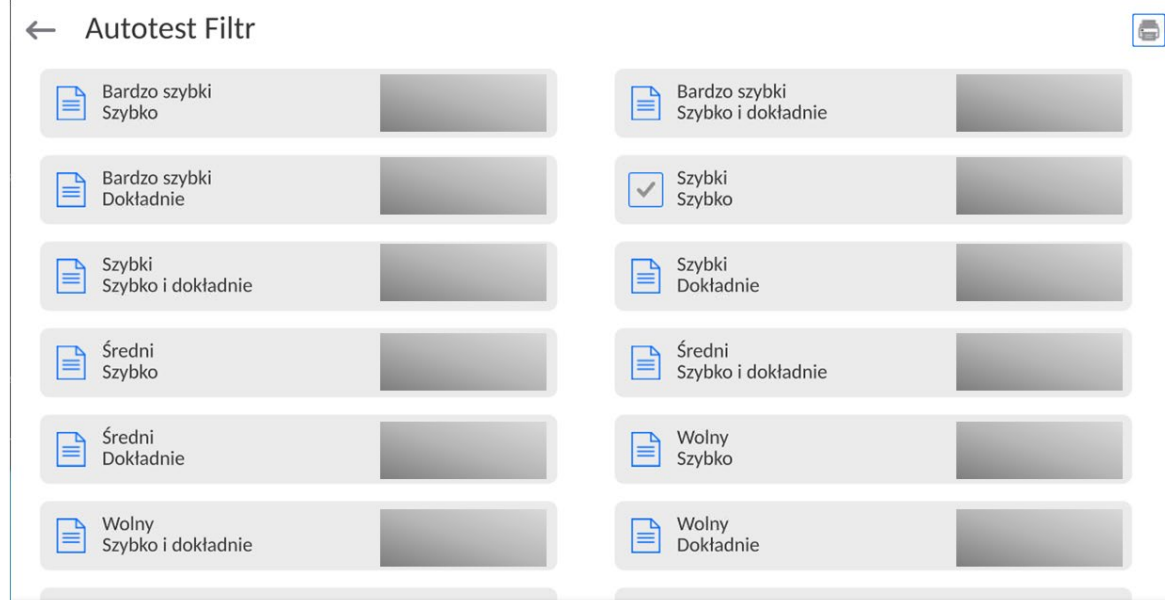 Autotest Filtr
Bardzo szybki
Szybko
Bardzo szybki
Szybko i dokładnie
Bardzo szybki
Dokładnie
Szybki
Szybko
Szybki
Szybko i dokładnie
Szybki
Dokładnie
Średni
Szybko
Średni
Szybko i dokładnie
Średni
Dokładnie
Wolny
Szybko
Wolny
Szybko i dokładnie
Wolny
Dokładnie